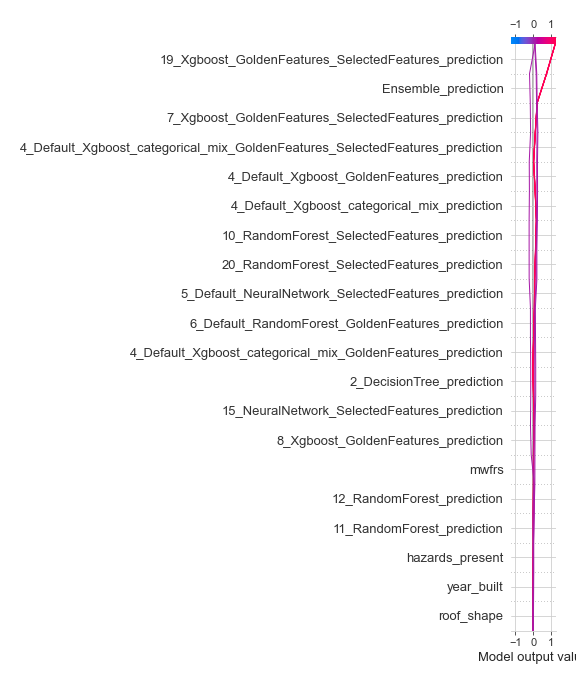 −1 0 1
19_Xgboost_GoldenFeatures_SelectedFeatures_prediction
Ensemble_prediction
7_Xgboost_GoldenFeatures_SelectedFeatures_prediction
4_Default_Xgboost_categorical_mix_GoldenFeatures_SelectedFeatures_prediction
4_Default_Xgboost_GoldenFeatures_prediction
4_Default_Xgboost_categorical_mix_prediction
10_RandomForest_SelectedFeatures_prediction
20_RandomForest_SelectedFeatures_prediction
5_Default_NeuralNetwork_SelectedFeatures_prediction
6_Default_RandomForest_GoldenFeatures_prediction
4_Default_Xgboost_categorical_mix_GoldenFeatures_prediction
2_DecisionTree_prediction
15_NeuralNetwork_SelectedFeatures_prediction
8_Xgboost_GoldenFeatures_prediction
mwfrs
12_RandomForest_prediction
11_RandomForest_prediction
hazards_present
year_built
roof_shape
−1 0 1
Model output valu